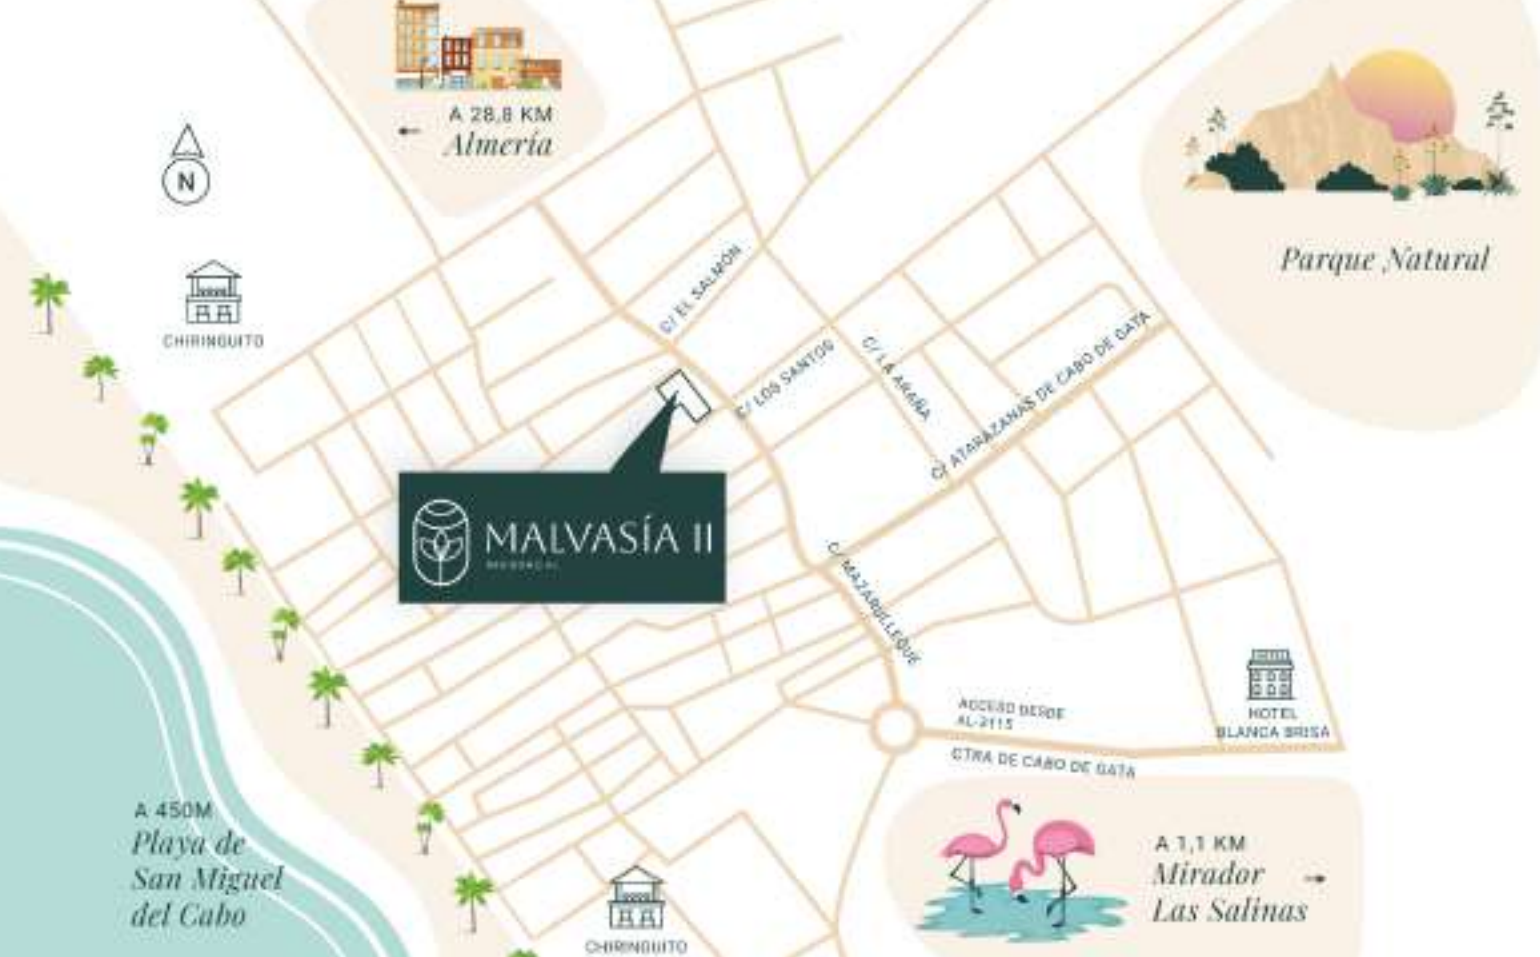 A 28,8 KM
Almería
N
CHIRINGUITO
Parque Natural
C/ EL SALMÓN
C/ LOS SANTOS
C/ LA ARAÑA
C/ ATARAZANAS DE CABO DE GATA
MALVASÍA II
RESIDENCIAL
C/ MAZARULLEQUE
ACCESO DESDE
AL-3115
CTRA DE CABO DE GATA
HOTEL
BLANCA BRISA
A 450M
Playa de
San Miguel
del Cabo
A 1,1 KM
Mirador
Las Salinas
CHIRINGUITO